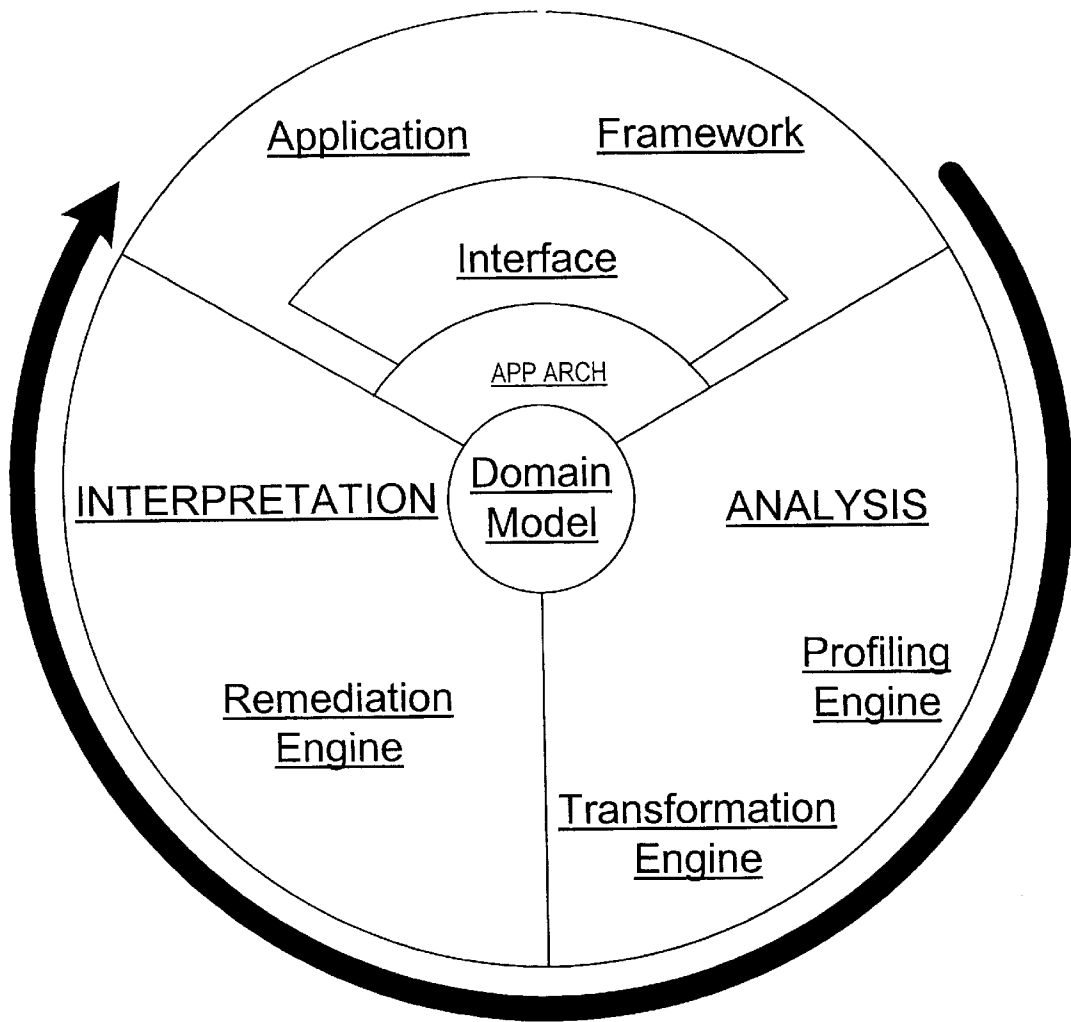 Application
Framework
Interface
APP ARCH
Domain
Model
INTERPRETATION
ANALYSIS
Profiling
Engine
Remediation
Engine
Transformation
Engine